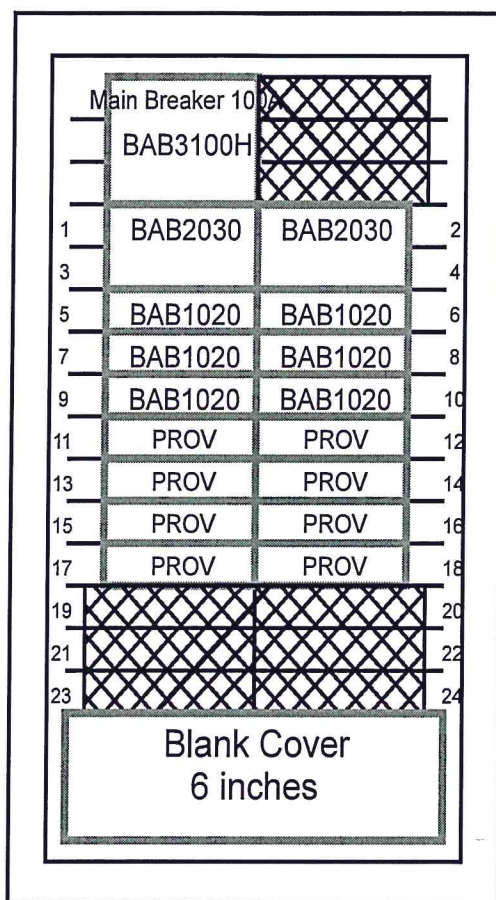 Main Breaker 100A
BAB3100H
1 BAB2030 BAB2030 2
3 4
5 BAB1020 BAB1020 6
7 BAB1020 BAB1020 8
9 BAB1020 BAB1020 10
11 PROV PROV 12
13 PROV PROV 14
15 PROV PROV 16
17 PROV PROV 18
19 20
21 22
23 24
Blank Cover
6 inches